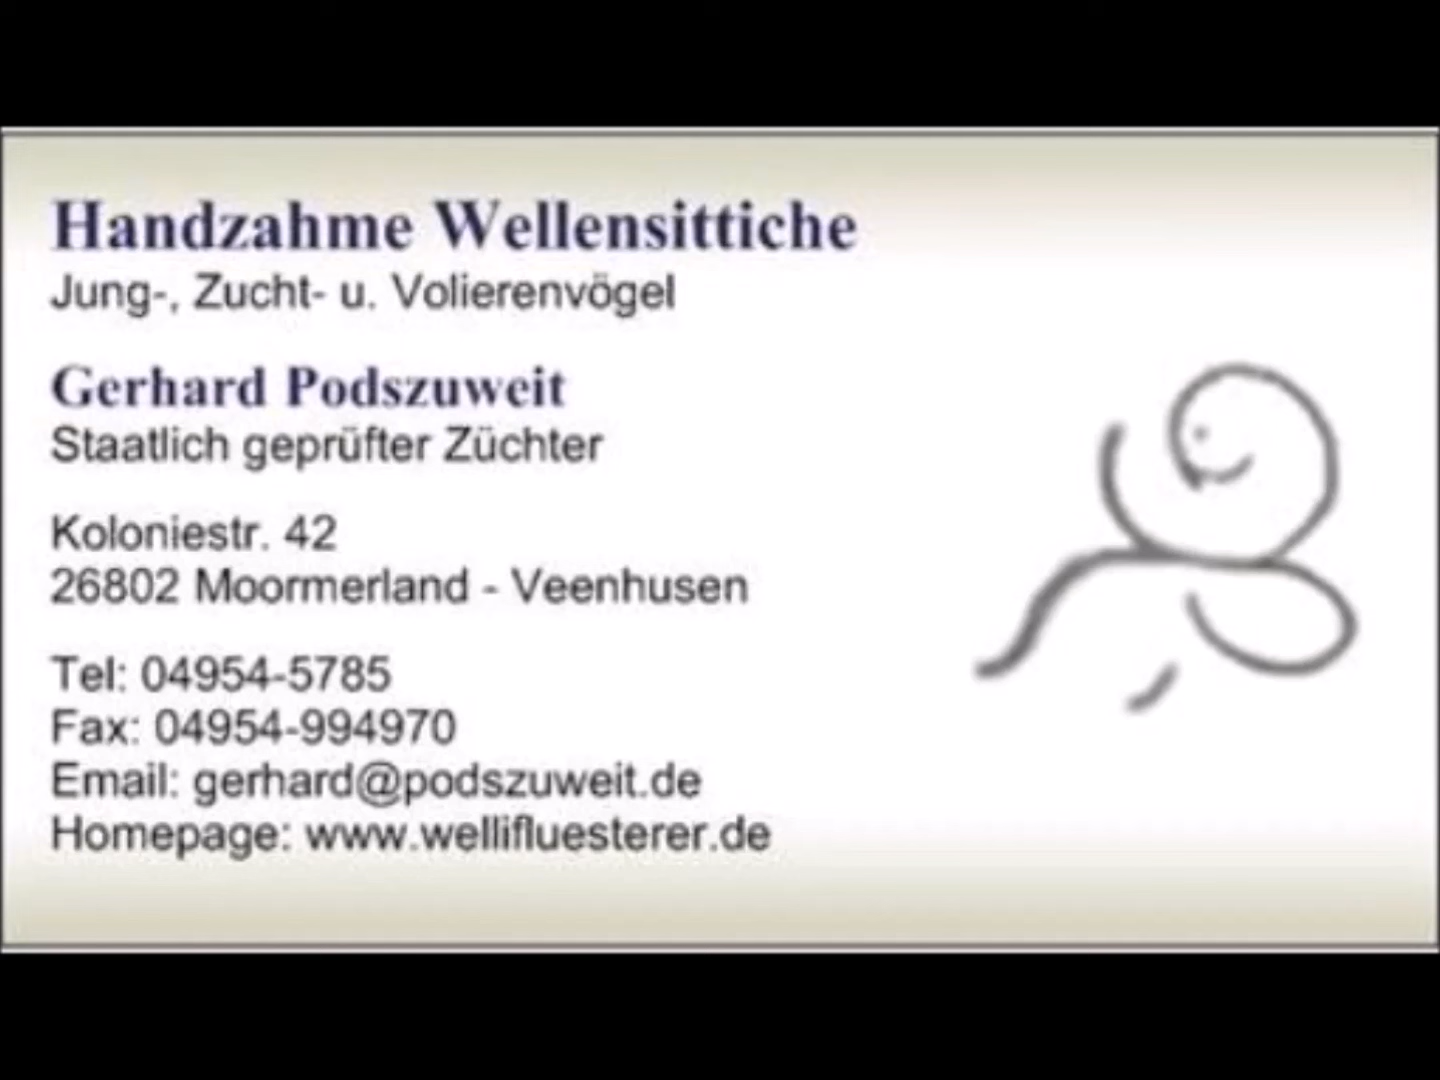 Handzahme Wellensittiche
Jung-, Zucht- u. Volierenvögel
Gerhard Podszuweit
Staatlich geprüfter Züchter
Koloniestr. 42
26802 Moormerland - Veenhusen
Tel: 04954-5785
Fax: 04954-994970
Email: gerhard@podszuweit.de
Homepage: www.wellifluesterer.de